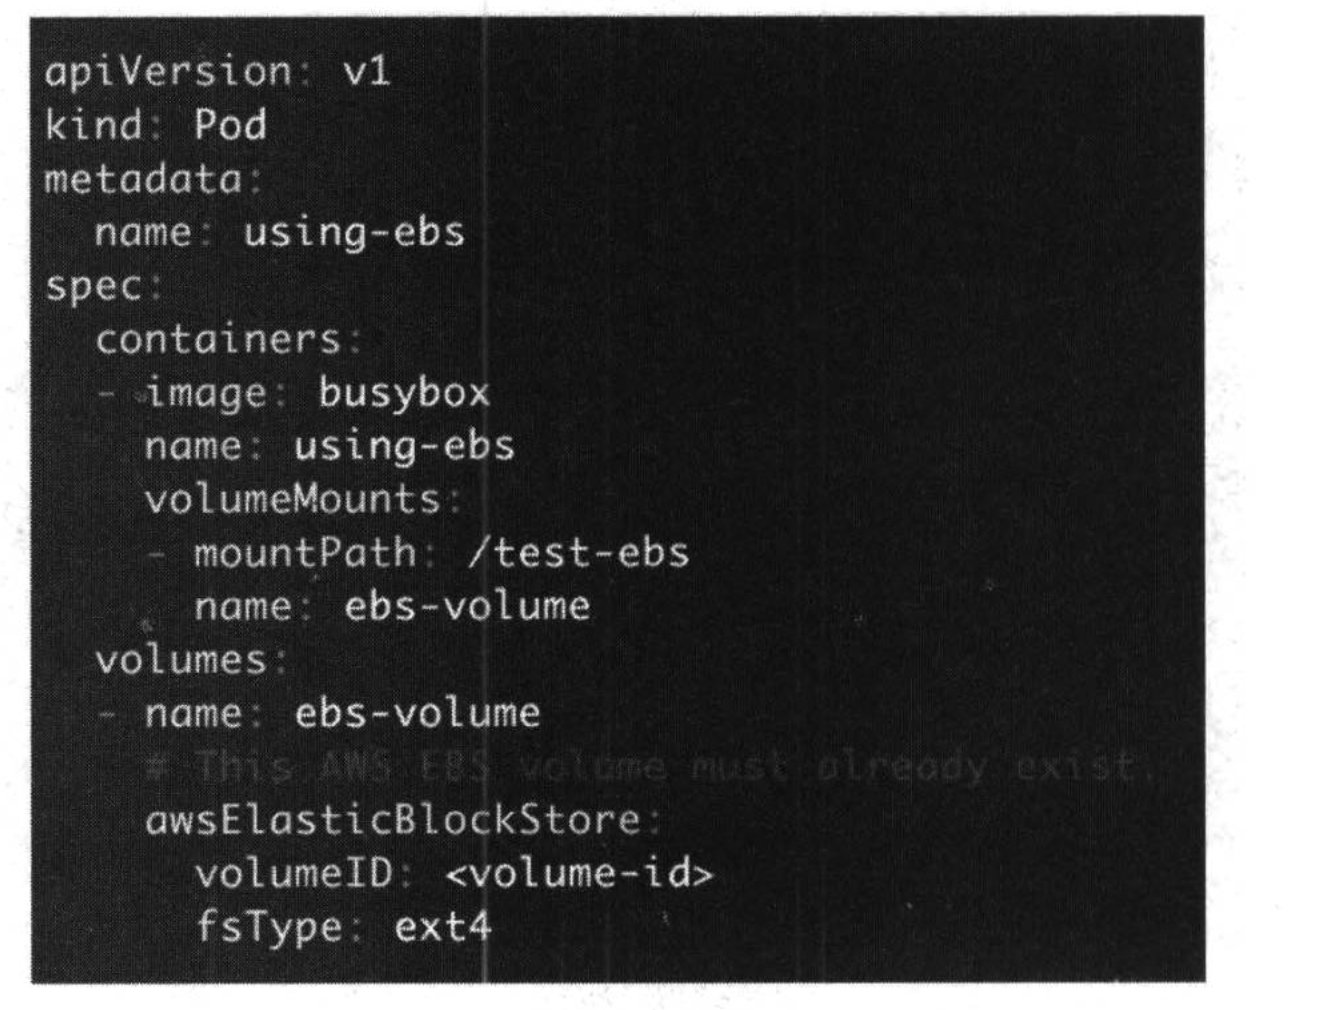 apiVersion: v1
kind: Pod
metadata:
  name: using-ebs
spec:
  containers:
  - image: busybox
    name: using-ebs
    volumeMounts:
    - mountPath: /test-ebs
      name: ebs-volume
  volumes:
  - name: ebs-volume
    # This AWS EBS volume must already exist.
    awsElasticBlockStore:
      volumeID: <volume-id>
      fsType: ext4